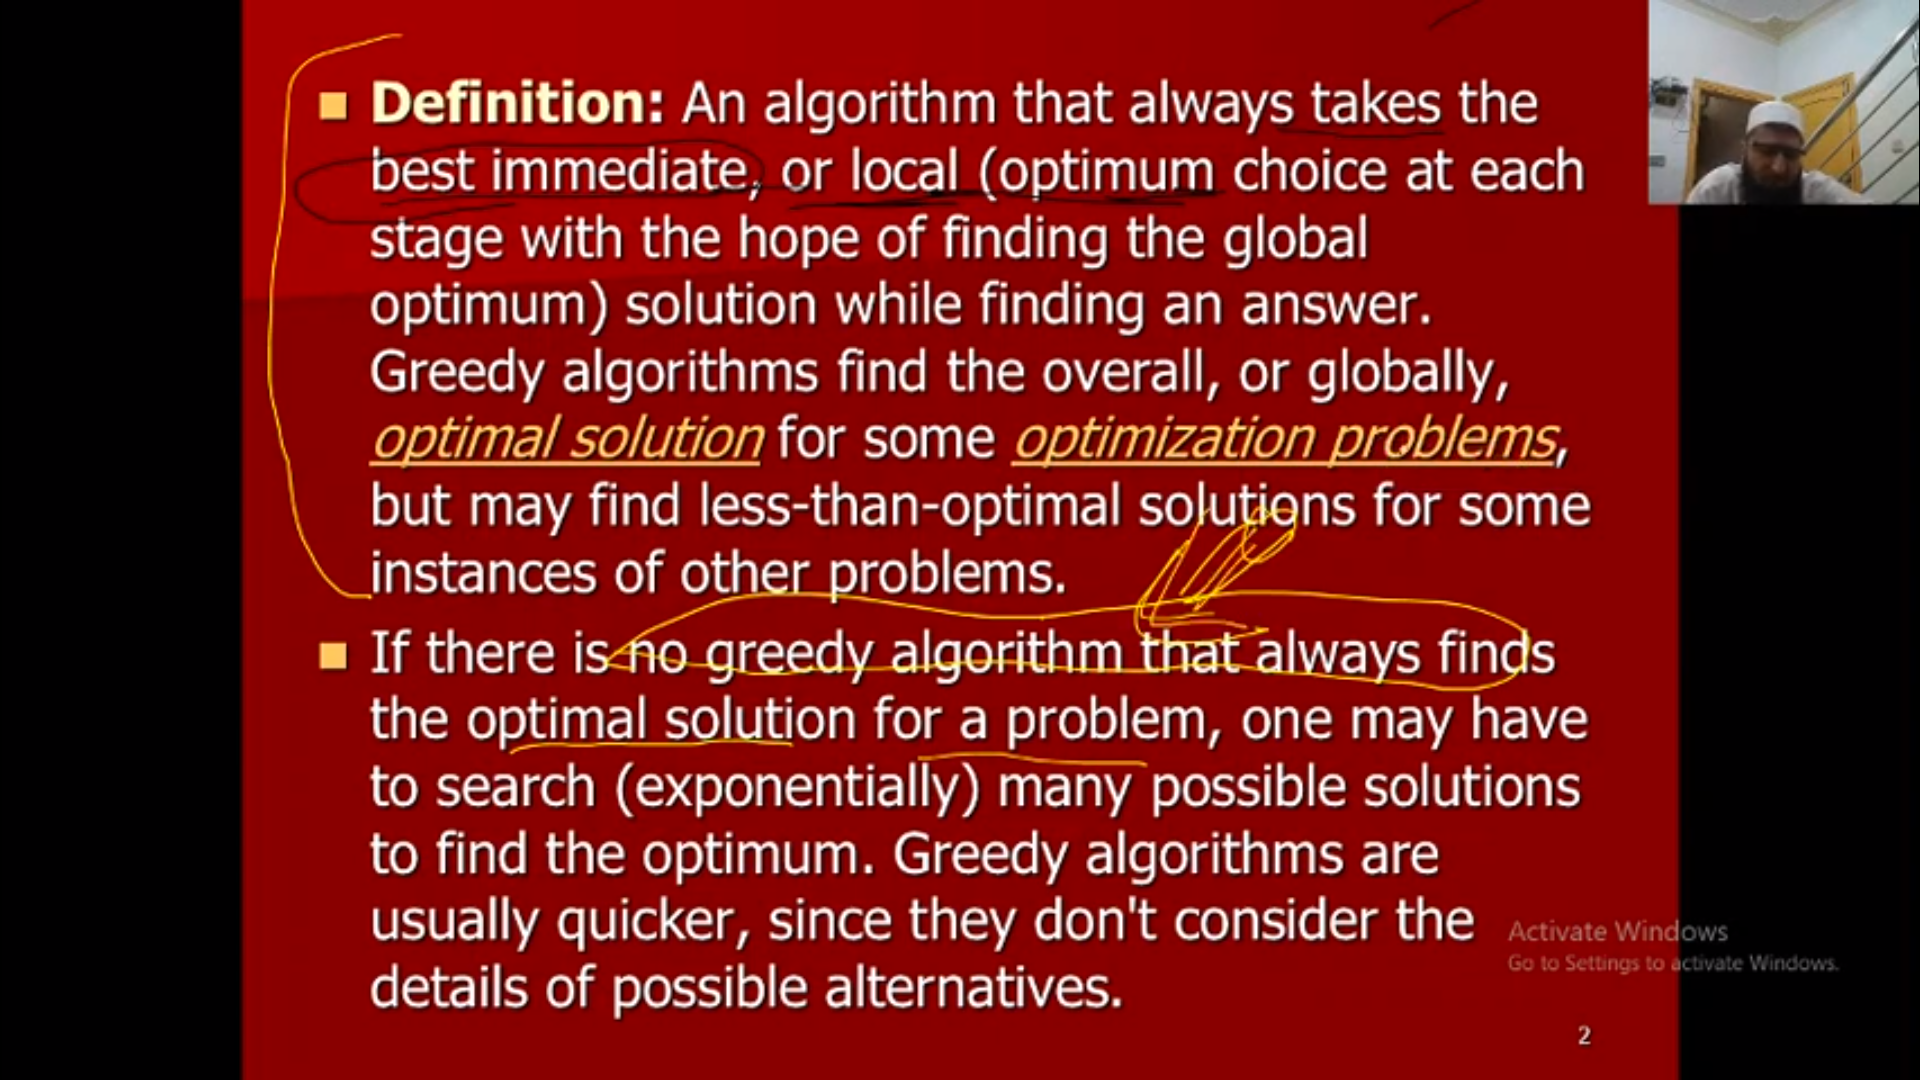 Definition: An algorithm that always takes the
best immediate, or local (optimum choice at each
stage with the hope of finding the global
optimum) solution while finding an answer.
Greedy algorithms find the overall, or globally,
optimal solution for some optimization problems,
but may find less-than-optimal solutions for some
instances of other problems.
If there is no greedy algorithm that always finds
the optimal solution for a problem, one may have
to search (exponentially) many possible solutions
to find the optimum. Greedy algorithms are
usually quicker, since they don't consider the
details of possible alternatives.
Activate Windows
Go to Settings to activate Windows.
2